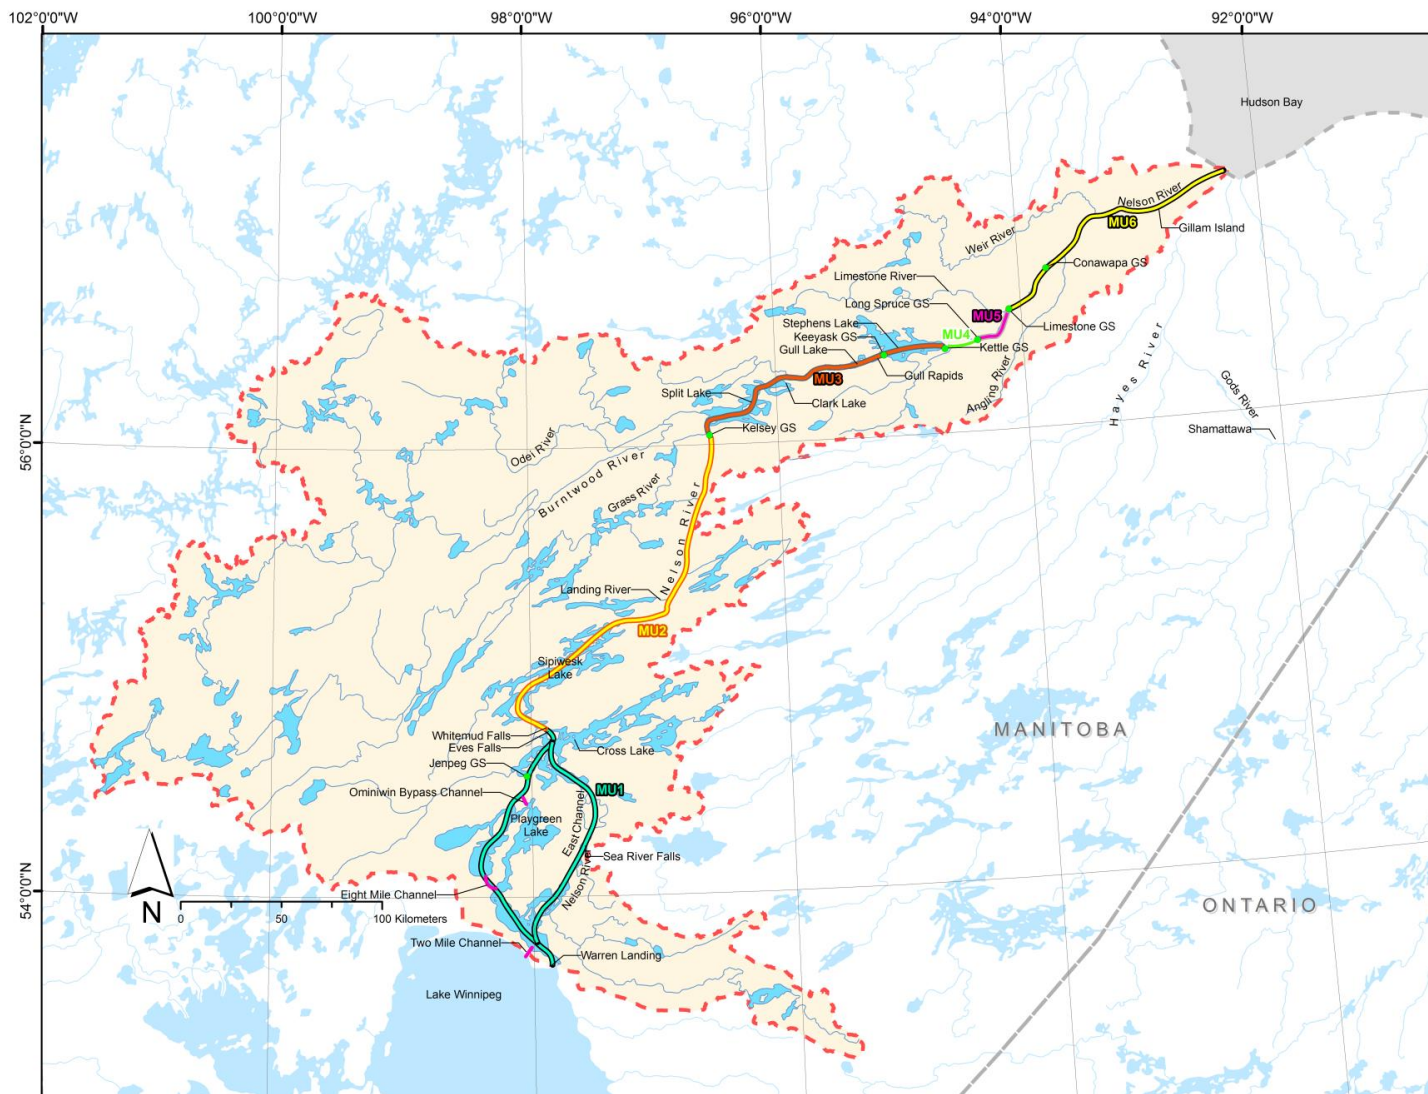 102°0'0"W
100°0'0"W
98°0'0"W
96°0'0"W
94°0'0"W
92°0'0"W
Hudson Bay
Nelson River
MU6
Gillam Island
Weir River
Conawapa GS
Limestone River
Long Spruce GS
MU5
Limestone GS
Stephens Lake
MU4
Keeyask GS
Kettle GS
Gull Lake
Gull Rapids
MU3
Angling River
Hayes River
Gods River
Split Lake
Clark Lake
Kelsey GS
Shamattawa
56°0'0"N
Odei River
Burntwood River
Grass River
Nelson River
Landing River
MU2
Sipiwesk
Lake
Whitemud Falls
Eves Falls
Cross Lake
MANITOBA
Jenpeg GS
Ominiwin Bypass Channel
MU1
Playgreen
Lake
East Channel
Sea River Falls
Nelson River
Eight Mile Channel
54°0'0"N
ONTARIO
N
0
50
100 Kilometers
Two Mile Channel
Warren Landing
Lake Winnipeg